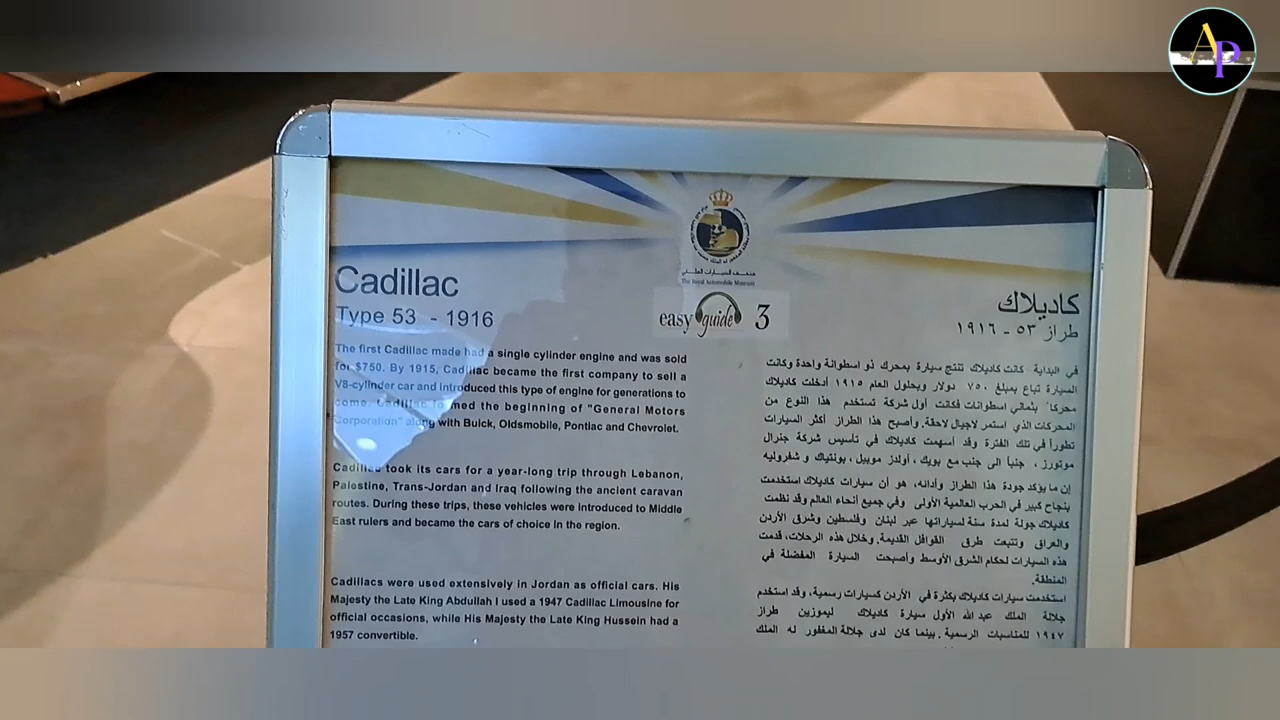 AP
متحف السيارات الملكي
The Royal Automobile Museum
easy guide 3
Cadillac
Type 53 - 1916
The first Cadillac made had a single cylinder engine and was sold
for $750. By 1915, Cadillac became the first company to sell a
V8-cylinder car and introduced this type of engine for generations to
come. Cadillac formed the beginning of "General Motors
Corporation" along with Buick, Oldsmobile, Pontiac and Chevrolet.
Cadillac took its cars for a year-long trip through Lebanon,
Palestine, Trans-Jordan and Iraq following the ancient caravan
routes. During these trips, these vehicles were introduced to Middle
East rulers and became the cars of choice in the region.
Cadillacs were used extensively in Jordan as official cars. His
Majesty the Late King Abdullah I used a 1947 Cadillac Limousine for
official occasions, while His Majesty the Late King Hussein had a
1957 convertible.
كاديلاك
طراز ٥٣ - ١٩١٦
في البداية كانت كاديلاك تنتج سيارة بمحرك ذو اسطوانة واحدة وكانت
السيارة تباع بمبلغ ٧٥٠ دولار وبحلول العام ١٩١٥ أدخلت كاديلاك
محركاً بثماني اسطوانات فكانت أول شركة تستخدم هذا النوع من
المحركات الذي استمر لاجيال لاحقة. وأصبح هذا الطراز أكثر السيارات
تطوراً في تلك الفترة وقد أسهمت كاديلاك في تأسيس شركة جنرال
موتورز ، جنباً الى جنب مع بويك ، أولدز موبيل ، بونتياك و شفروليه
إن ما يؤكد جودة هذا الطراز وأدائه، هو أن سيارات كاديلاك استخدمت
بنجاح كبير في الحرب العالمية الأولى وفي جميع أنحاء العالم وقد نظمت
كاديلاك جولة لمدة سنة لسياراتها عبر لبنان وفلسطين وشرق الأردن
والعراق وتتبعت طرق القوافل القديمة. وخلال هذه الرحلات، قدمت
هذه السيارات لحكام الشرق الأوسط وأصبحت السيارة المفضلة في
المنطقة.
استخدمت سيارات كاديلاك بكثرة في الأردن كسيارات رسمية، وقد استخدم
جلالة الملك عبدالله الأول سيارة كاديلاك ليموزين طراز
١٩٤٧ للمناسبات الرسمية . بينما كان لدى جلالة المغفور له الملك